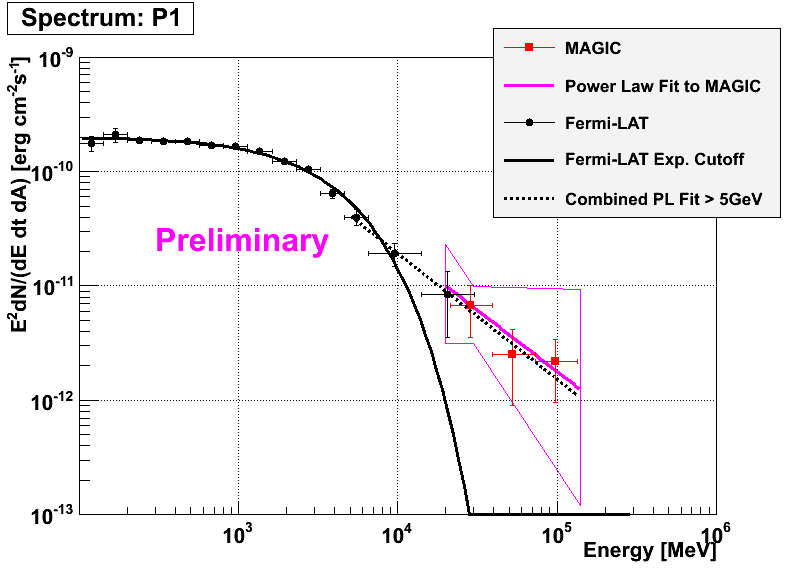 Spectrum: P1
MAGIC
Power Law Fit to MAGIC
Fermi-LAT
Fermi-LAT Exp. Cutoff
Combined PL Fit > 5GeV
Preliminary
E²dN/(dE dt dA) [erg cm⁻²s⁻¹]
10⁻⁹
10⁻¹⁰
10⁻¹¹
10⁻¹²
10⁻¹³
10³
10⁴
10⁵
10⁶
Energy [MeV]